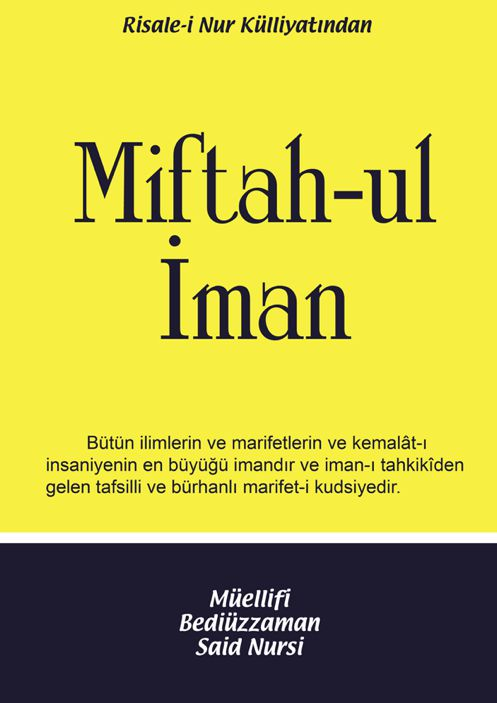 Risale-i Nur Külliyatından
Miftah-ul
İman
Bütün ilimlerin ve marifetlerin ve kemalât-ı
insaniyenin en büyüğü imandır ve iman-ı tahkikîden
gelen tafsilli ve bürhanlı marifet-i kudsiyedir.
Müellifi
Bediüzzaman
Said Nursi